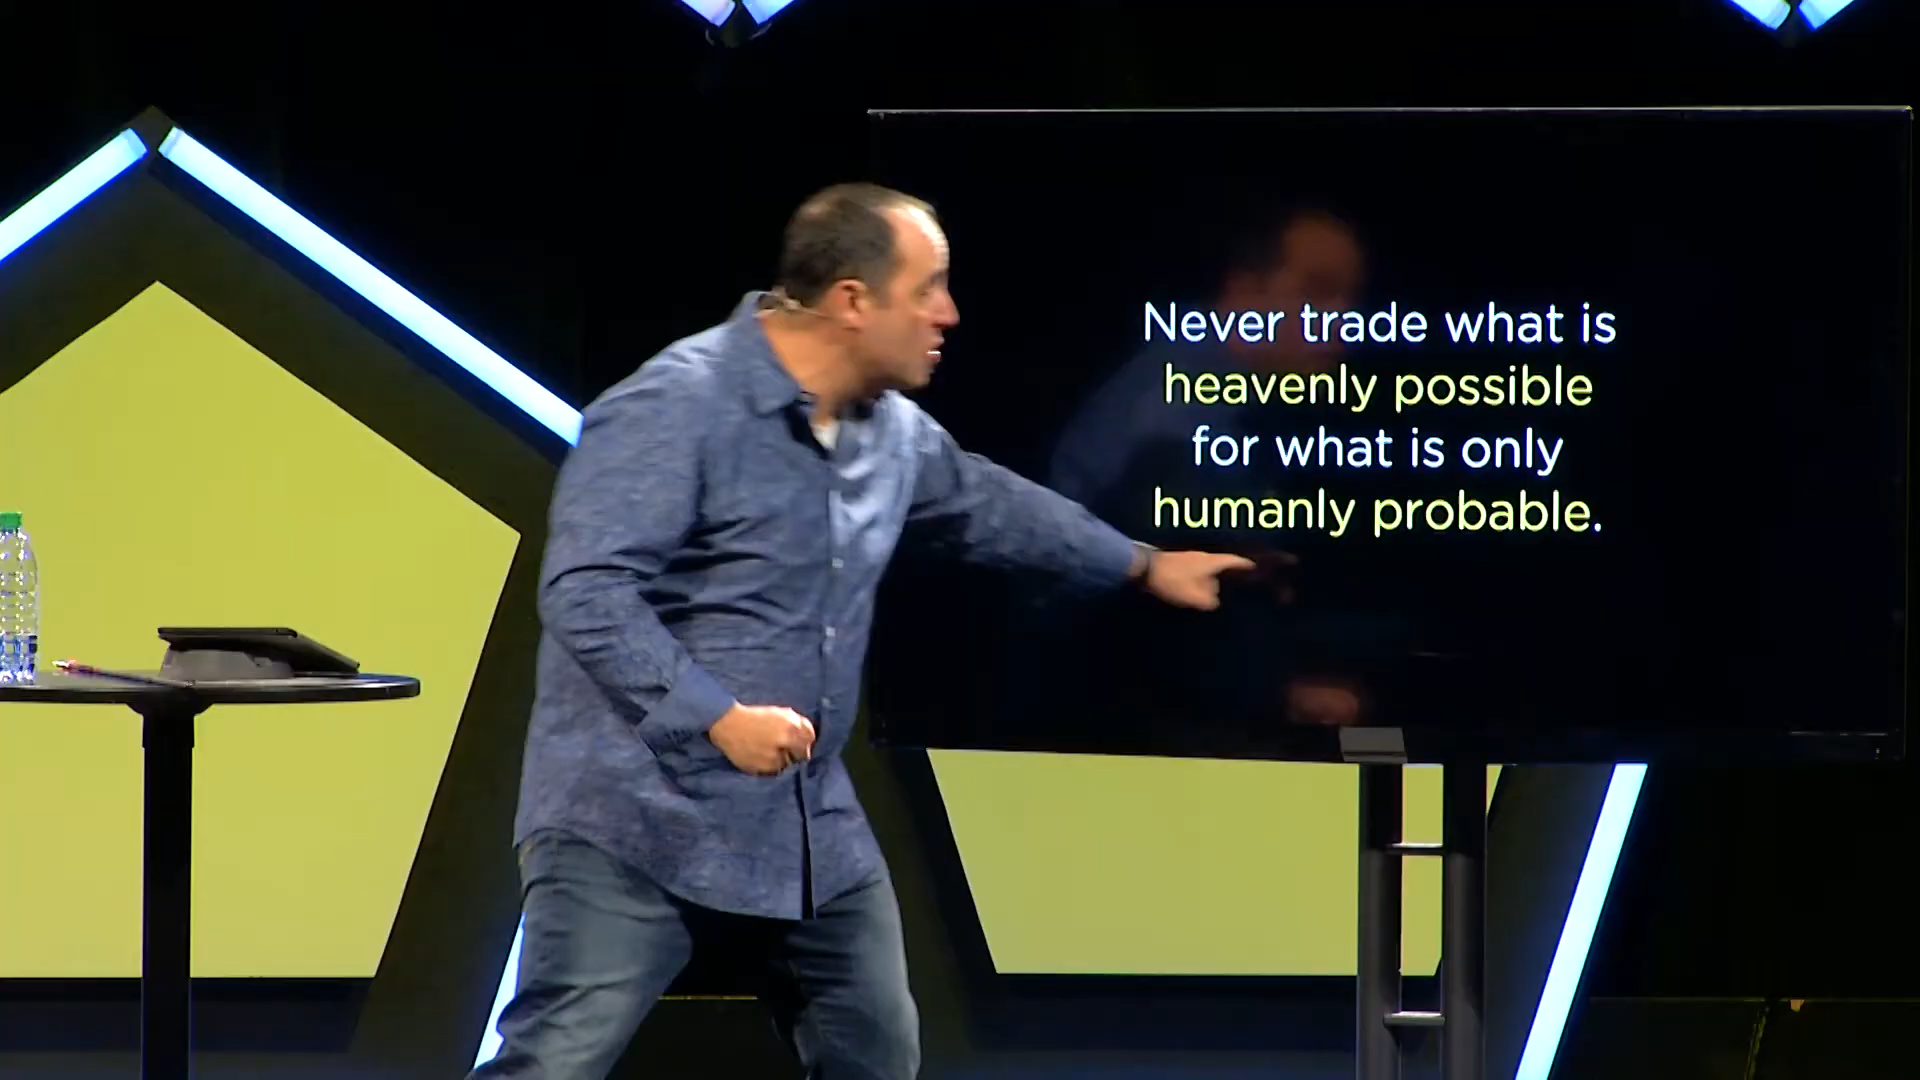 Never trade what is
heavenly possible
for what is only
humanly probable.